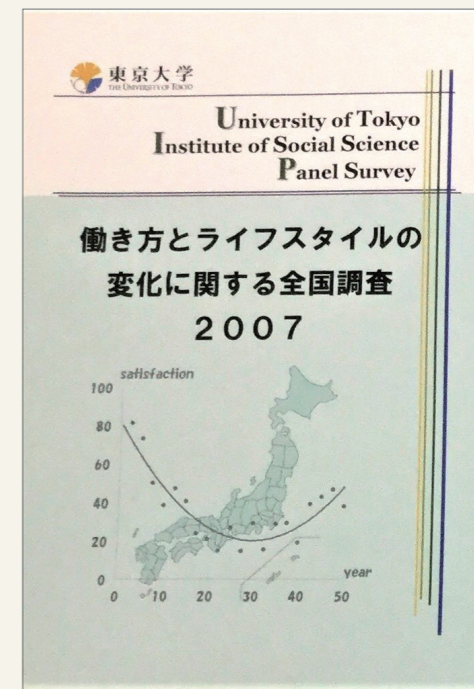 東京大学
THE UNIVERSITY OF TOKYO
University of Tokyo
Institute of Social Science
Panel Survey
働き方とライフスタイルの
変化に関する全国調査
２００７
satisfaction
100
80
60
40
20
0
year
0 10 20 30 40 50